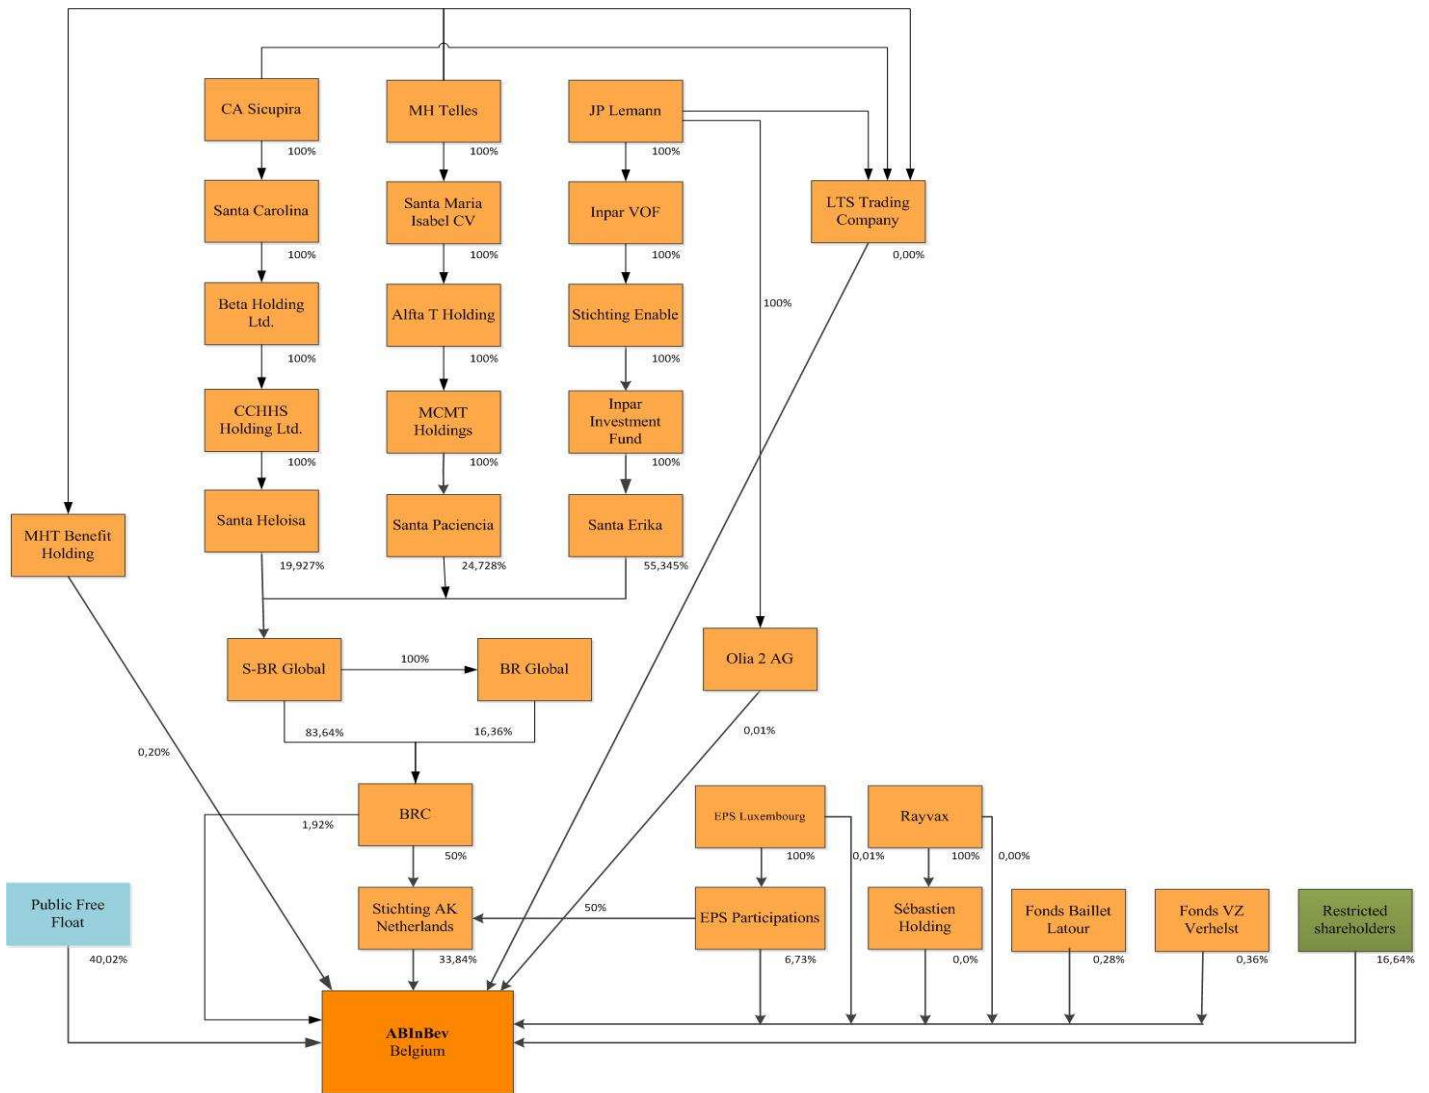 CA Sicupira
MH Telles
JP Lemann
100%
100%
100%
Santa Carolina
Santa Maria
Isabel CV
Inpar VOF
LTS Trading
Company
100%
100%
100%
0,00%
Beta Holding
Ltd.
Alfta T Holding
Stichting Enable
100%
100%
100%
100%
CCHHS
Holding Ltd.
MCMT
Holdings
Inpar
Investment
Fund
100%
100%
100%
MHT Benefit
Holding
Santa Heloisa
Santa Paciencia
Santa Erika
19,927%
24,728%
55,345%
S-BR Global
100%
BR Global
Olia 2 AG
83,64%
16,36%
0,01%
0,20%
BRC
EPS Luxembourg
Rayvax
1,92%
50%
100%
0,01%
100%
0,00%
Public Free
Float
Stichting AK
Netherlands
50%
EPS Participations
Sébastien
Holding
Fonds Baillet
Latour
Fonds VZ
Verhelst
Restricted
shareholders
40,02%
33,84%
6,73%
0,0%
0,28%
0,36%
16,64%
ABInBev
Belgium